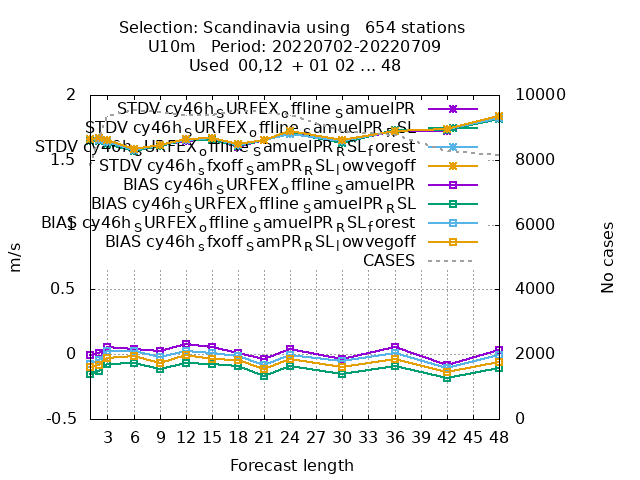 Selection: Scandinavia using 654 stations
U10m Period: 20220702-20220709
Used 00,12 + 01 02 ... 48
2
1.5
1
0.5
0
-0.5
m/s
10000
8000
6000
4000
2000
0
No cases
STDV cy46h_SURFEX_offline_samuelPR
STDV cy46h_SURFEX_offline_samuelPR_RSL
STDV cy46h_SURFEX_offline_samuelPR_RSL_forest
STDV cy46h_sfxoff_samPR_RSL_lowvegoff
BIAS cy46h_SURFEX_offline_samuelPR
BIAS cy46h_SURFEX_offline_samuelPR_RSL
BIAS cy46h_SURFEX_offline_samuelPR_RSL_forest
BIAS cy46h_sfxoff_samPR_RSL_lowvegoff
CASES
3 6 9 12 15 18 21 24 27 30 33 36 39 42 45 48
Forecast length